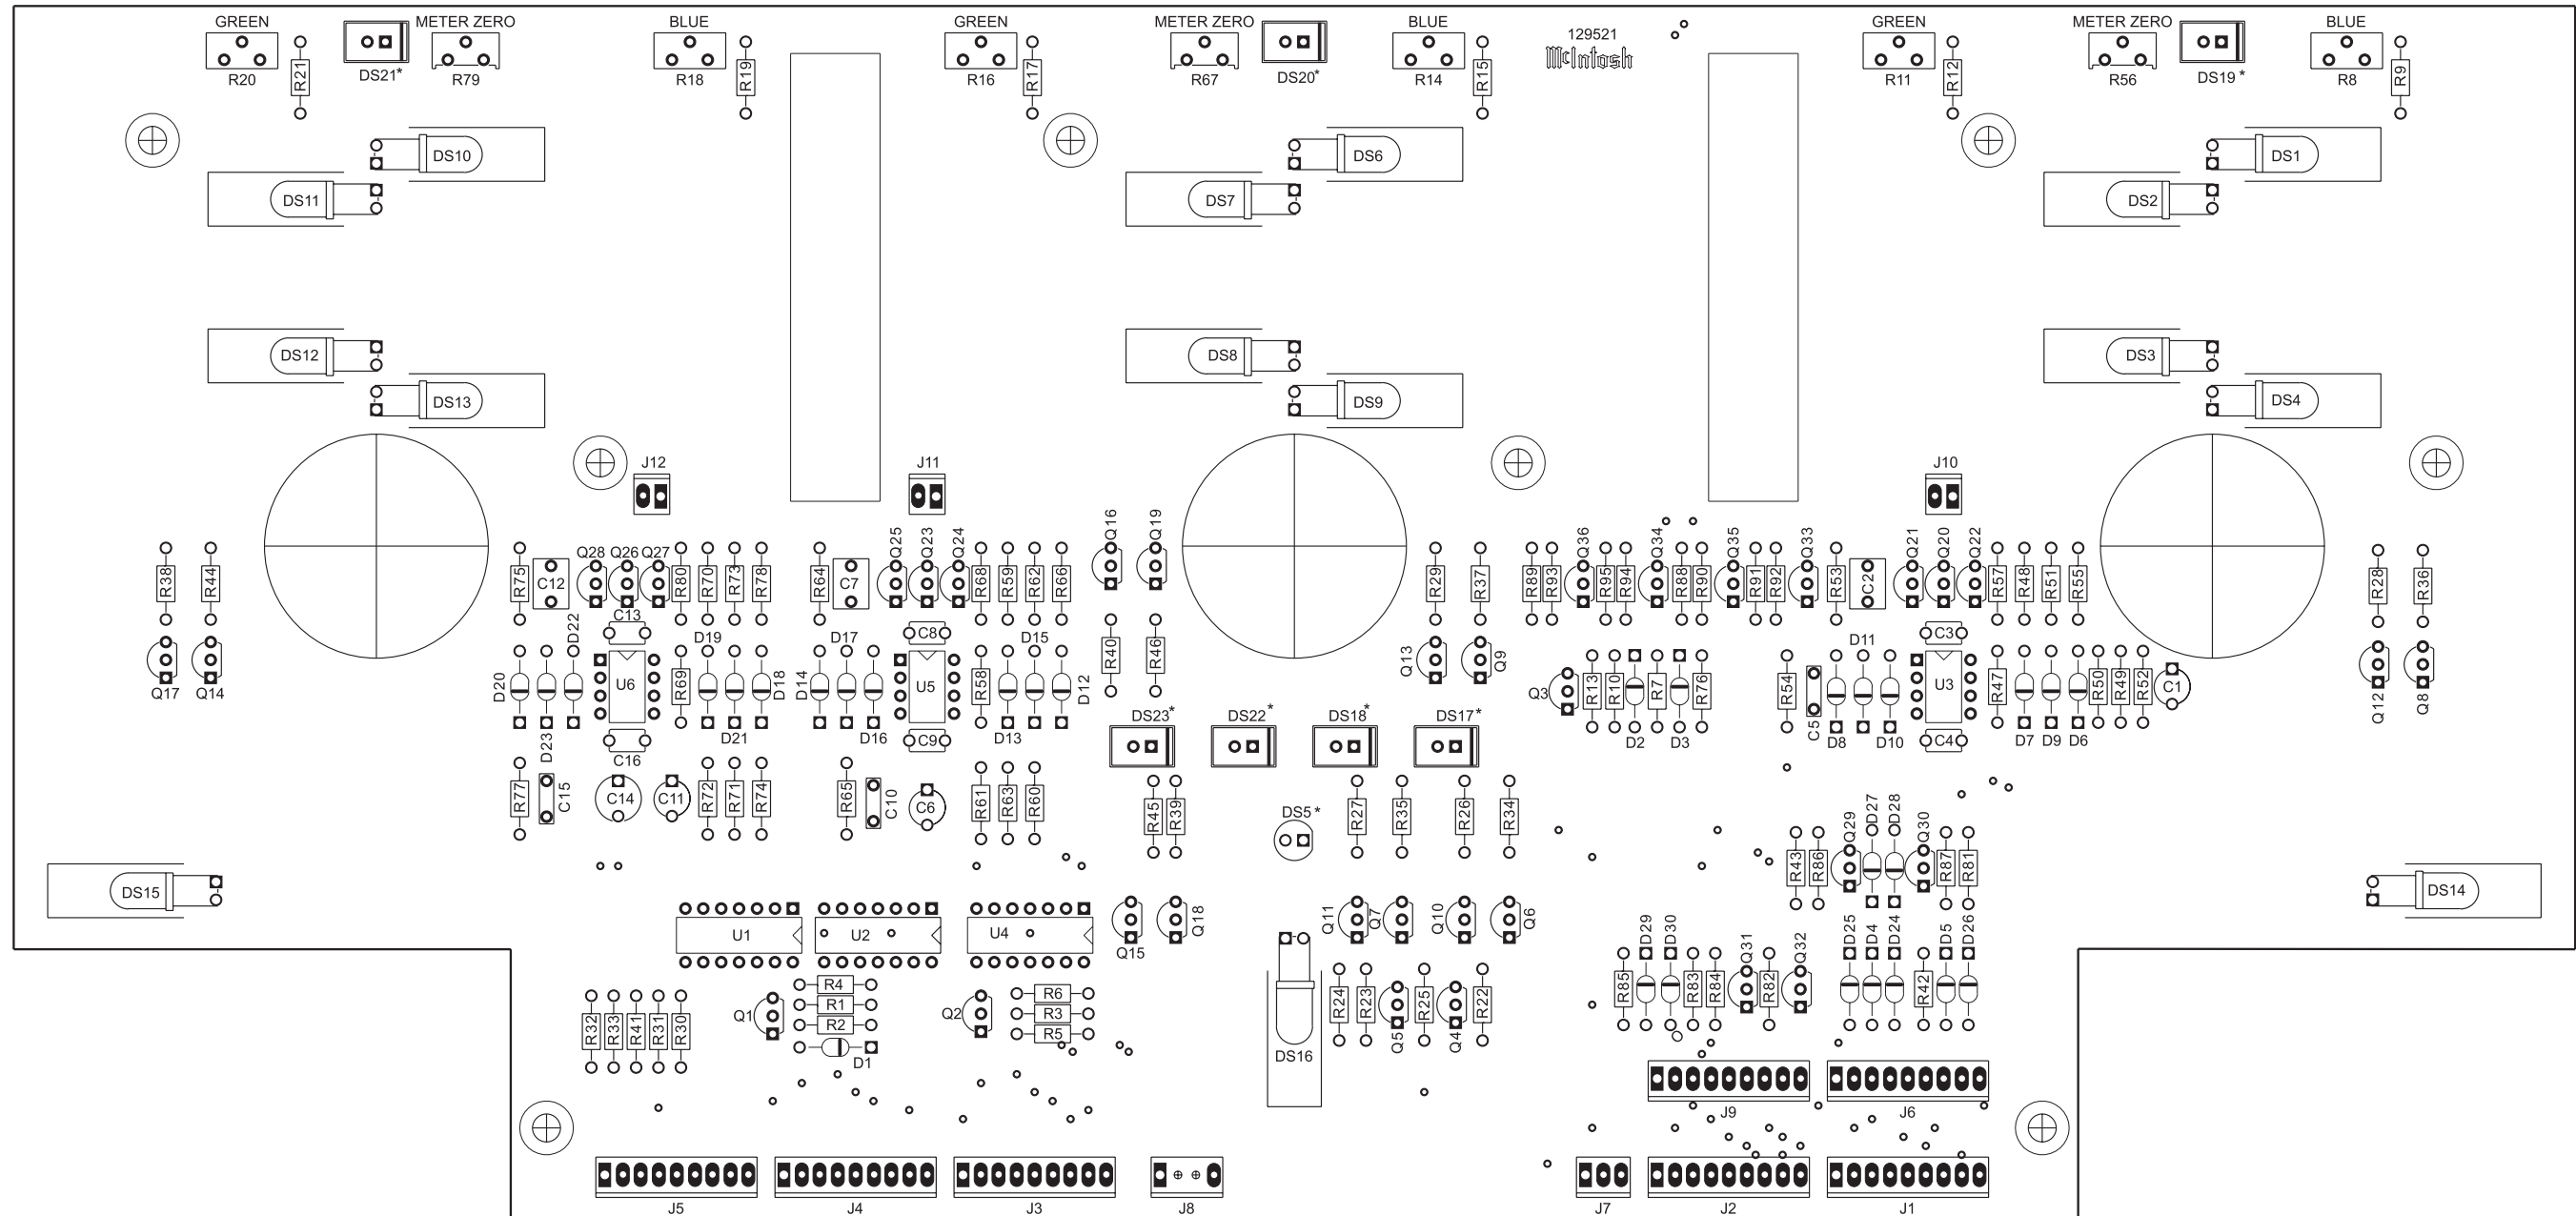 GREEN METER ZERO BLUE GREEN METER ZERO BLUE 129521 GREEN METER ZERO BLUE
McIntosh
R20 R21 DS21* R79 R18 R19 R16 R17 R67 DS20* R14 R15 R11 R12 R56 DS19* R8 R9
DS10 DS6 DS1
DS11 DS7 DS2
DS12 DS8 DS3
DS13 DS9 DS4
J12 J11 J10
Q16 Q19
Q28 Q26 Q27 Q25 Q23 Q24 Q36 Q34 Q35 Q33 Q21 Q20 Q22
R38 R44 R75 C12 R80 R70 R73 R78 R64 C7 R68 R59 R62 R66 R29 R37 R89 R93 R95 R94 R88 R90 R91 R92 R53 C2 R57 R48 R51 R55 R28 R36
D22 C13 D19 D17 C8 D15 D11 C3
R40 R46 Q13 Q9
Q17 Q14 D20 U6 R69 D18 D14 U5 R58 D12 Q3 R13 R10 R7 R76 R54 U3 R47 R50 R49 R52 C1 Q12 Q8
DS23* DS22* DS18* DS17*
D23 C16 D21 D16 C9 D13 D2 D3 C5 D8 D10 C4 D7 D9 D6
R77 C15 C14 C11 R72 R71 R74 R65 C10 C6 R61 R63 R60 R45 R39 DS5* R27 R35 R26 R34
Q29 D27 D28 Q30
R43 R86 R87 R81
DS15 DS14
U1 U2 U4 Q15 Q18 Q11 Q7 Q10 Q6 D29 D30 Q31 Q32 D25 D4 D24 D5 D26
R4 R6
R1 R3
R2 R5
R32 R33 R41 R31 R30 Q1 D1 Q2 DS16 R24 R23 Q5 R25 Q4 R22 R85 R83 R84 R82 R42
J9 J6
J5 J4 J3 J8 J7 J2 J1